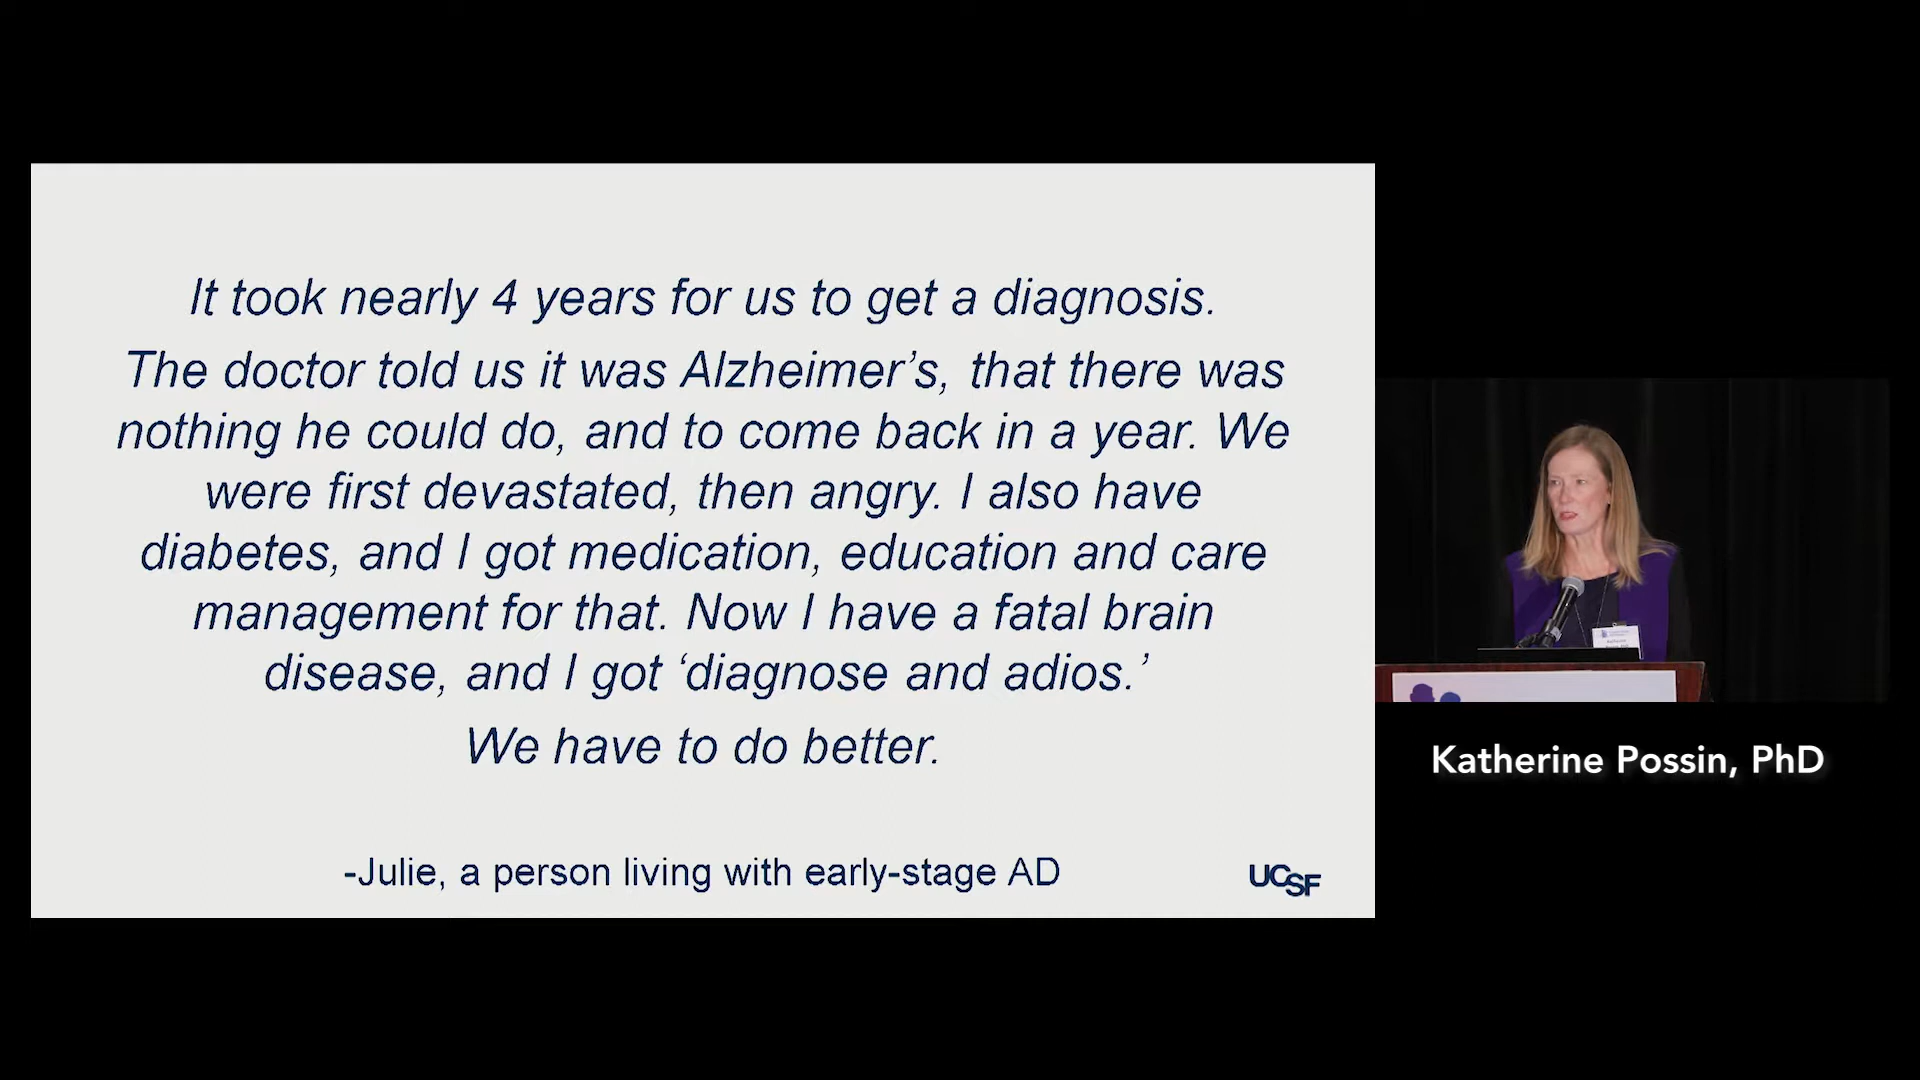 It took nearly 4 years for us to get a diagnosis.
The doctor told us it was Alzheimer’s, that there was
nothing he could do, and to come back in a year. We
were first devastated, then angry. I also have
diabetes, and I got medication, education and care
management for that. Now I have a fatal brain
disease, and I got ‘diagnose and adios.’
We have to do better.
-Julie, a person living with early-stage AD
UCSF
Katherine Possin, PhD